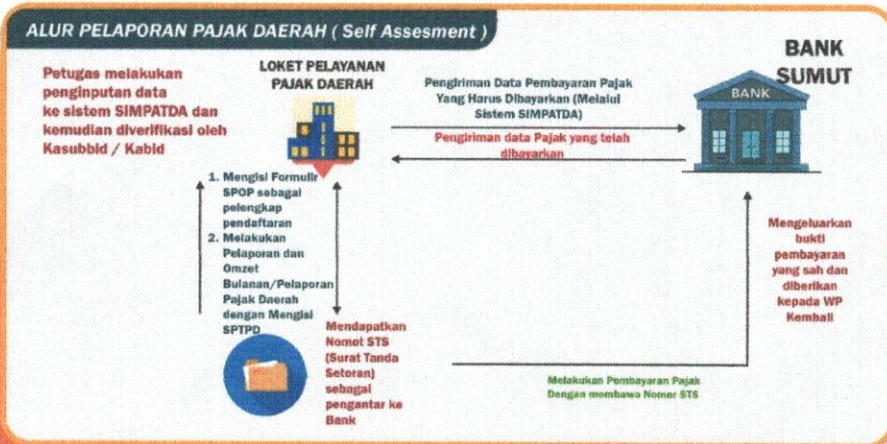 ALUR PELAPORAN PAJAK DAERAH ( Self Assesment )
Petugas melakukan
penginputan data
ke sistem SIMPATDA dan
kemudian diverifikasi oleh
Kasubbid / Kabid
LOKET PELAYANAN
PAJAK DAERAH
Pengiriman Data Pembayaran Pajak
Yang Harus Dibayarkan (Melalui
Sistem SIMPATDA)
Pengiriman data Pajak yang telah
dibayarkan
BANK
SUMUT
BANK
1. Mengisi Formulir
SPOP sebagai
pelengkap
pendaftaran
2. Melakukan
Pelaporan dan
Omzet
Bulanan/Pelaporan
Pajak Daerah
dengan Mengisi
SPTPD
Mendapatkan
Nomot STS
(Surat Tanda
Setoran)
sebagai
pengantar ke
Bank
Mengeluarkan
bukti
pembayaran
yang sah dan
diberikan
kepada WP
Kembali
Melakukan Pembayaran Pajak
Dengan membawa Nomor STS